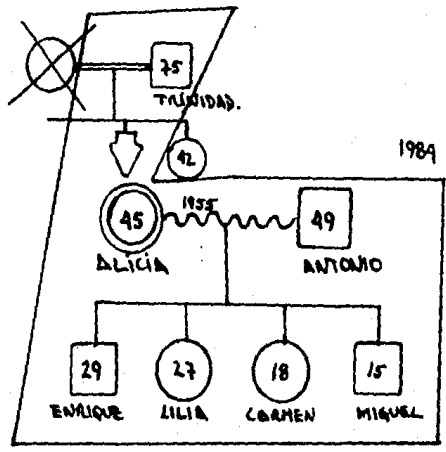 75
TRINIDAD.
42
1984
1955
45
49
ALICIA
ANTONIO
29
27
18
15
ENRIQUE
LILIA
CARMEN
MIGUEL